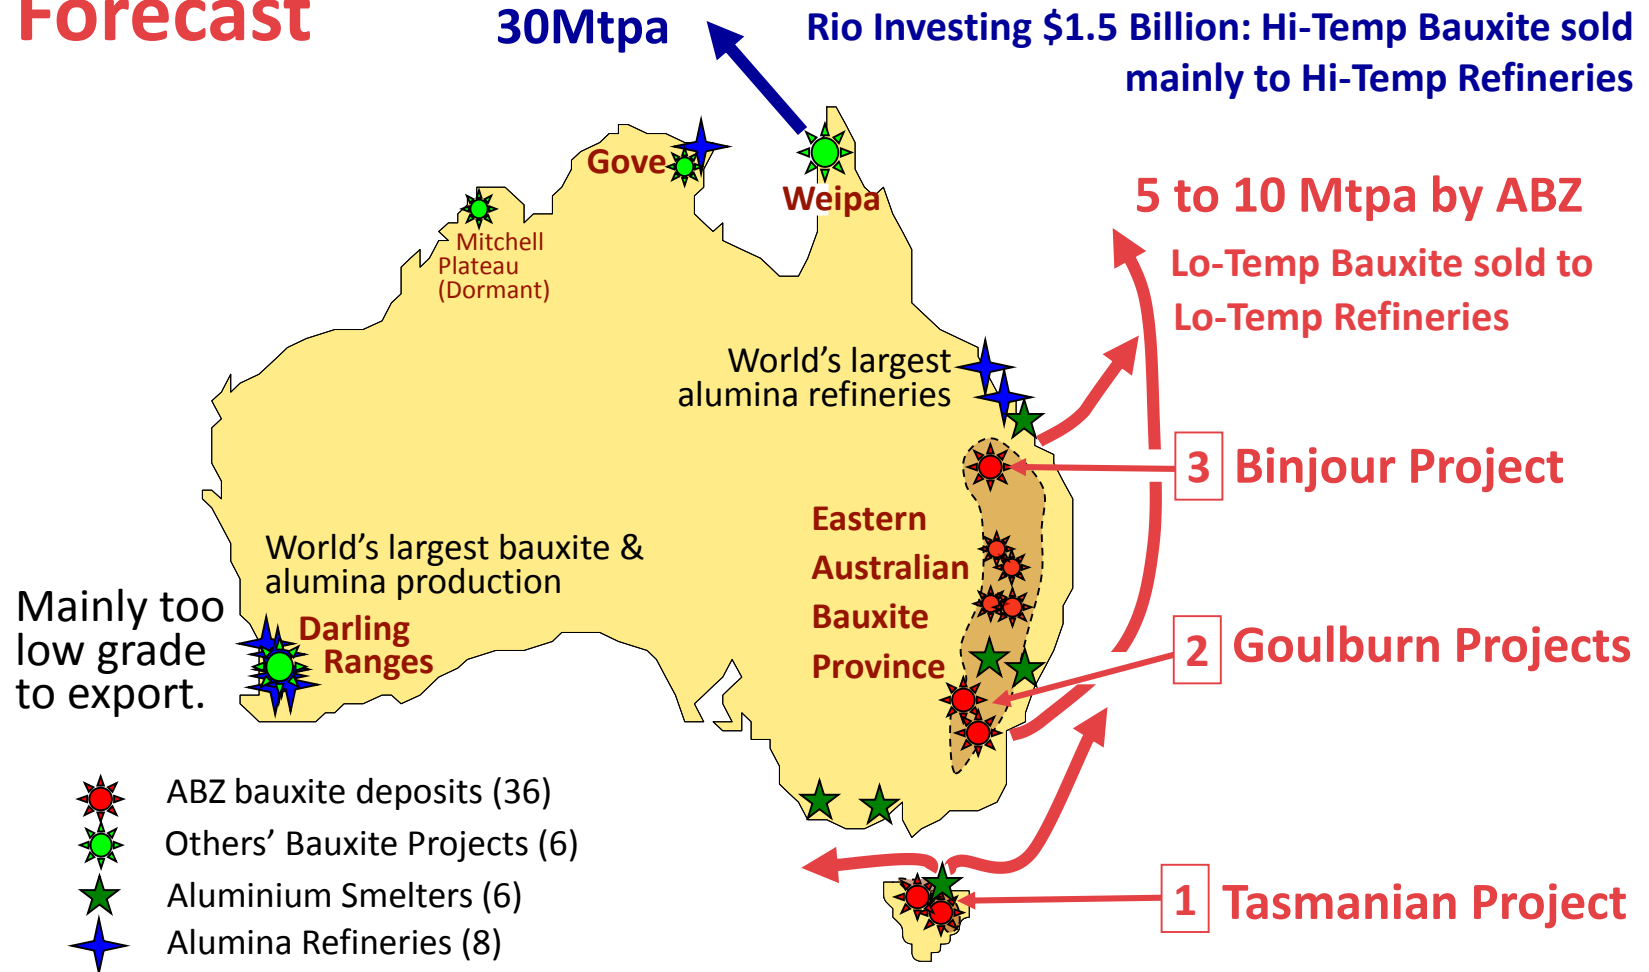 Forecast
30Mtpa
Rio Investing $1.5 Billion: Hi-Temp Bauxite sold
mainly to Hi-Temp Refineries
Gove
Weipa
5 to 10 Mtpa by ABZ
Mitchell
Plateau
(Dormant)
Lo-Temp Bauxite sold to
Lo-Temp Refineries
World's largest
alumina refineries
3 Binjour Project
Eastern
Australian
Bauxite
Province
World's largest bauxite &
alumina production
Mainly too
low grade
to export.
Darling
Ranges
2 Goulburn Projects
ABZ bauxite deposits (36)
Others' Bauxite Projects (6)
Aluminium Smelters (6)
Alumina Refineries (8)
1 Tasmanian Project